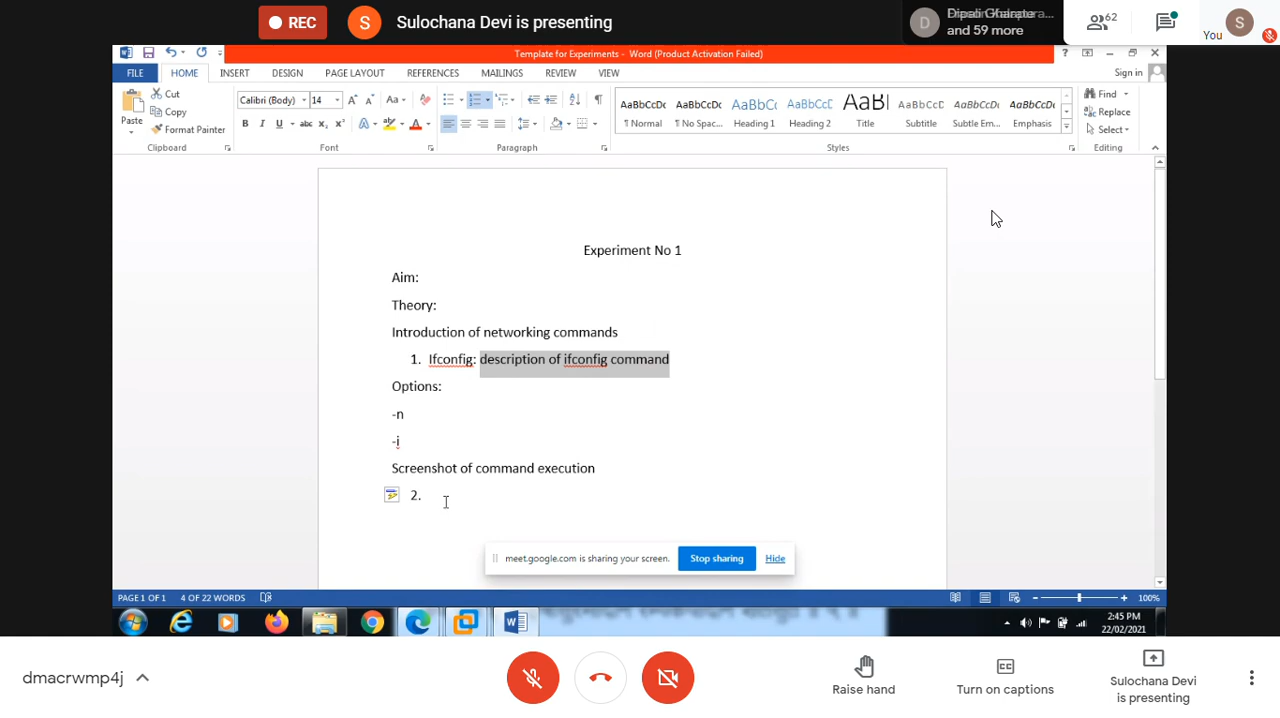 REC
S
Sulochana Devi is presenting
D
and 59 more
62
S
You
Template for Experiments - Word (Product Activation Failed)
?
FILE
HOME
INSERT
DESIGN
PAGE LAYOUT
REFERENCES
MAILINGS
REVIEW
VIEW
Sign in
Paste
Cut
Copy
Format Painter
Clipboard
Calibri (Body)
14
Aa
B I U abc x₂ x² A ab A
Font
Paragraph
AaBbCcDc AaBbCcDc AaBbCc AaBbCcC AaBl AaBbCcD AaBbCcDc AaBbCcDc
¶ Normal ¶ No Spac... Heading 1 Heading 2 Title Subtitle Subtle Em... Emphasis
Styles
Find
Replace
Select
Editing
Experiment No 1
Aim:
Theory:
Introduction of networking commands
1. Ifconfig: description of ifconfig command
Options:
-n
-i
Screenshot of command execution
2.
meet.google.com is sharing your screen. Stop sharing Hide
PAGE 1 OF 1 4 OF 22 WORDS
100%
2:45 PM
22/02/2021
dmacrwmp4j
Raise hand
Turn on captions
Sulochana Devi
is presenting